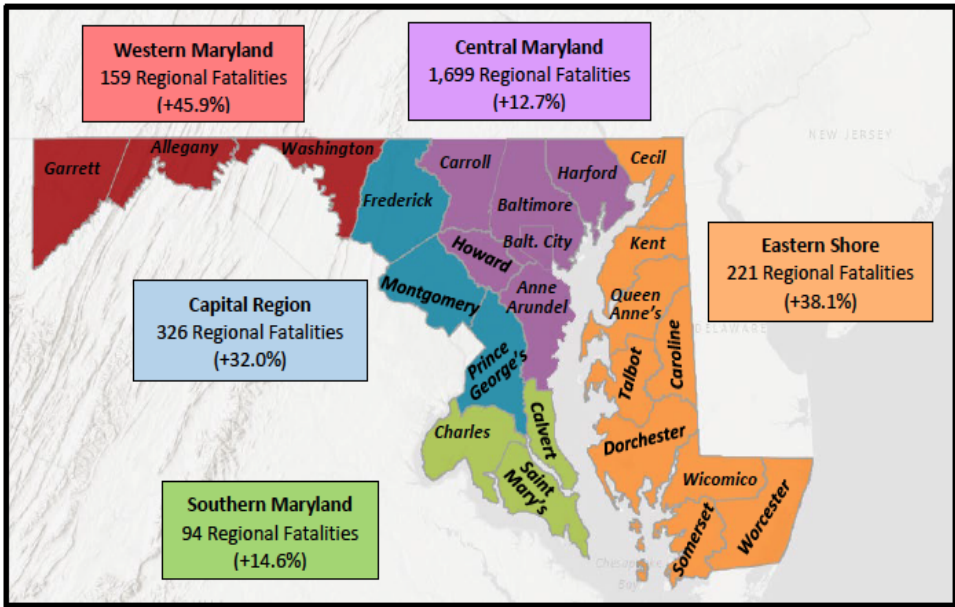 Western Maryland
159 Regional Fatalities
(+45.9%)
Central Maryland
1,699 Regional Fatalities
(+12.7%)
NEW JERSEY
Garrett
Allegany
Washington
Frederick
Carroll
Baltimore
Harford
Cecil
Balt. City
Howard
Kent
Eastern Shore
221 Regional Fatalities
(+38.1%)
Montgomery
Anne
Arundel
Queen
Anne's
Capital Region
326 Regional Fatalities
(+32.0%)
DELAWARE
Prince
George's
Talbot
Caroline
Charles
Calvert
Dorchester
Saint
Mary's
Wicomico
Somerset
Worcester
Southern Maryland
94 Regional Fatalities
(+14.6%)
Bay